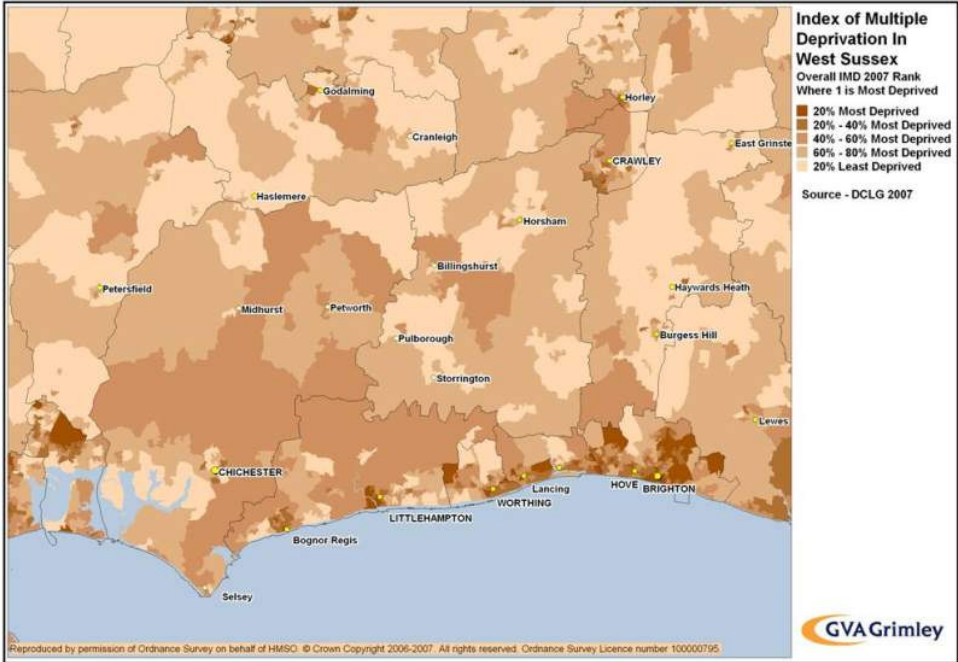 Index of Multiple
Deprivation In
West Sussex
Overall IMD 2007 Rank
Where 1 is Most Deprived
20% Most Deprived
20% - 40% Most Deprived
40% - 60% Most Deprived
60% - 80% Most Deprived
20% Least Deprived
Source - DCLG 2007
Godalming
Horley
Cranleigh
East Grinste
CRAWLEY
Haslemere
Horsham
Billingshurst
Petersfield
Haywards Heath
Midhurst
Petworth
Burgess Hill
Pulborough
Storrington
Lewes
CHICHESTER
HOVE
BRIGHTON
Lancing
WORTHING
LITTLEHAMPTON
Bognor Regis
Selsey
GVA Grimley
Reproduced by permission of Ordnance Survey on behalf of HMSO. © Crown Copyright 2006-2007. All rights reserved. Ordnance Survey Licence number 100000795.